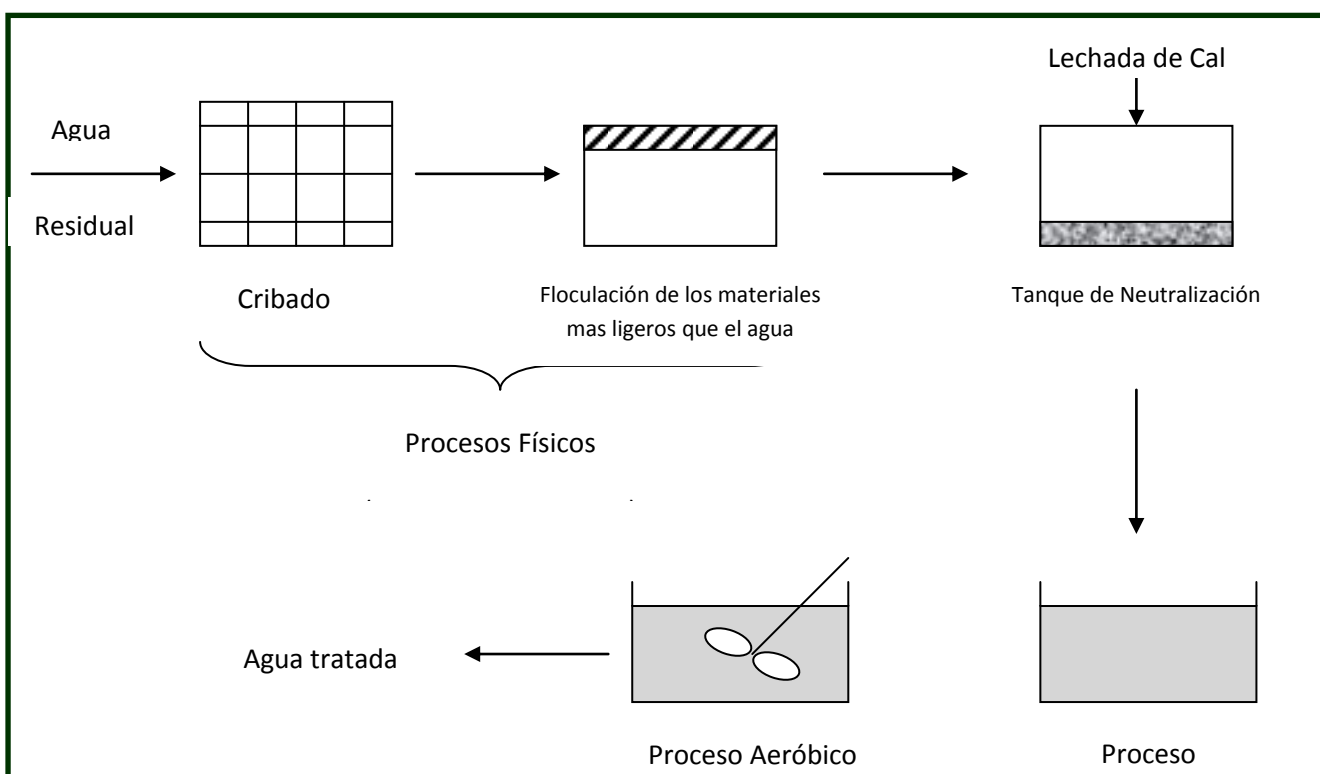 Lechada de Cal
Agua
Residual
Cribado
Floculación de los materiales
mas ligeros que el agua
Tanque de Neutralización
Procesos Físicos
Agua tratada
Proceso Aeróbico
Proceso